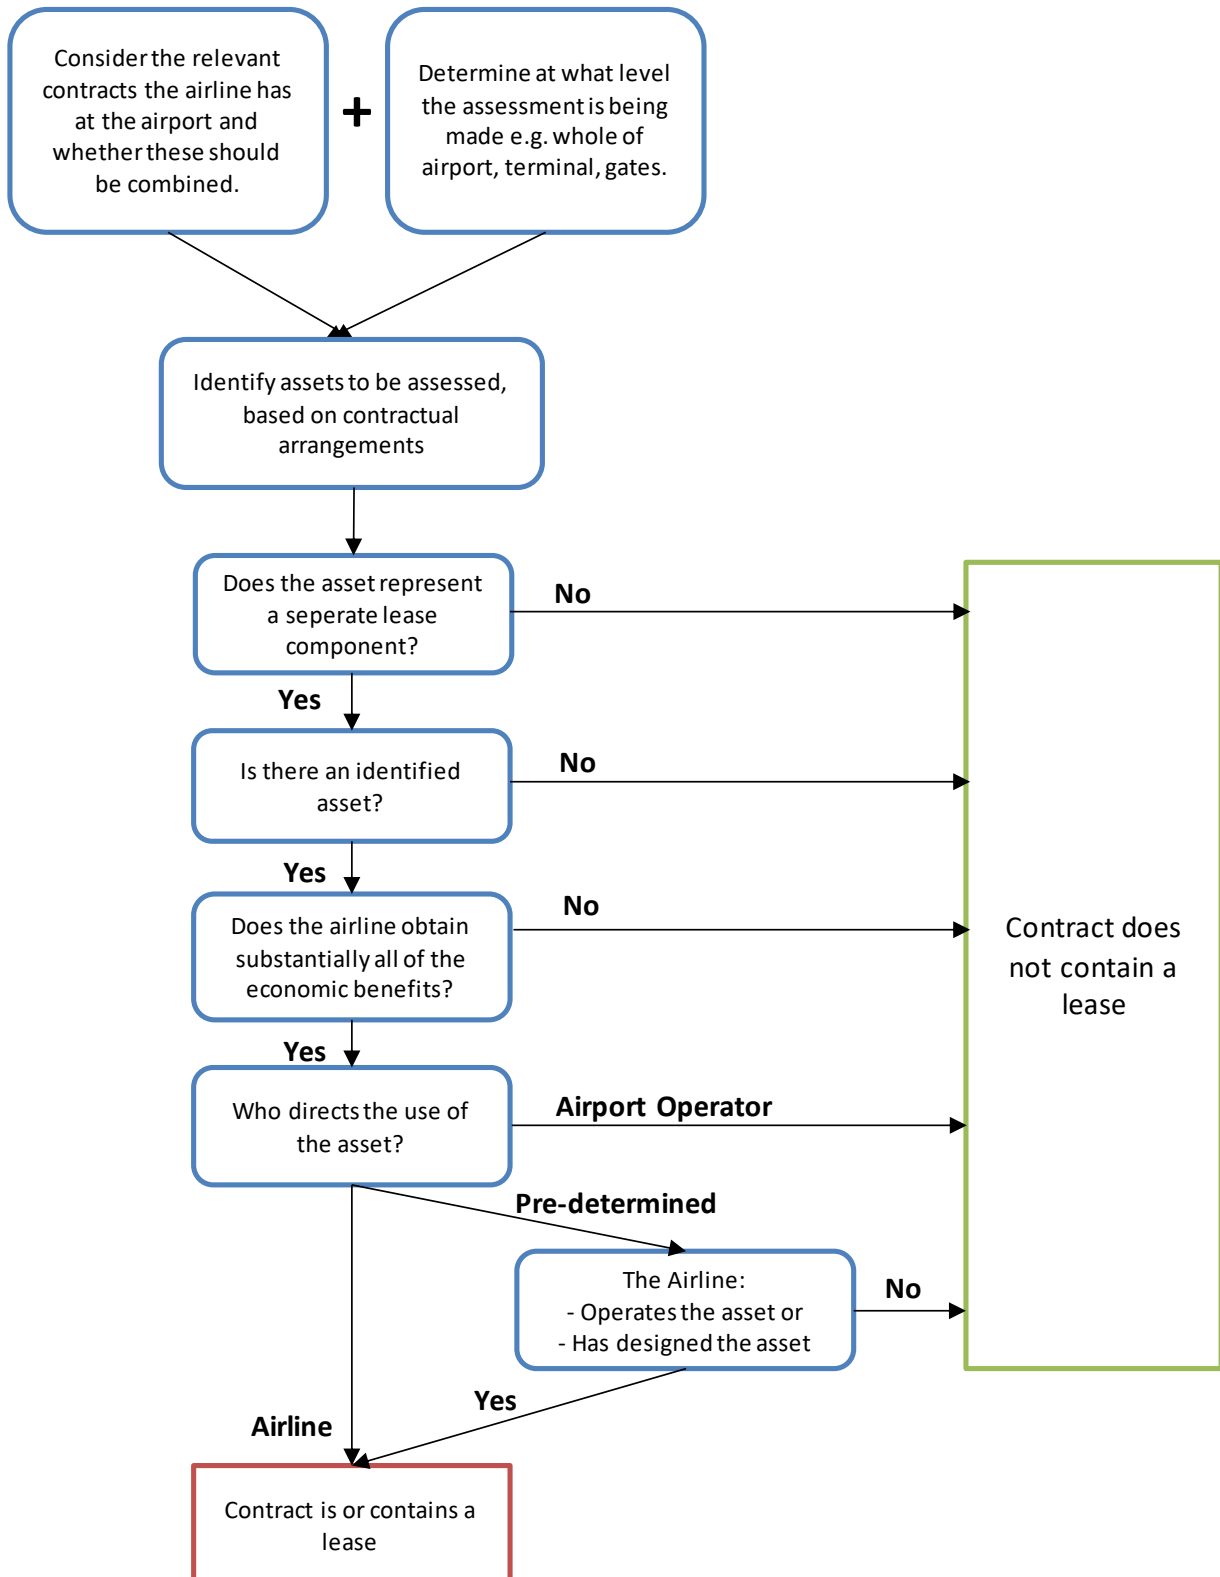 Consider the relevant
contracts the airline has
at the airport and
whether these should
be combined.
+
Determine at what level
the assessment is being
made e.g. whole of
airport, terminal, gates.
Identify assets to be assessed,
based on contractual
arrangements
Does the asset represent
a seperate lease
component?
No
Yes
Is there an identified
asset?
No
Yes
Does the airline obtain
substantially all of the
economic benefits?
No
Contract does
not contain a
lease
Yes
Who directs the use of
the asset?
Airport Operator
Pre-determined
The Airline:
- Operates the asset or
- Has designed the asset
No
Yes
Airline
Contract is or contains a
lease